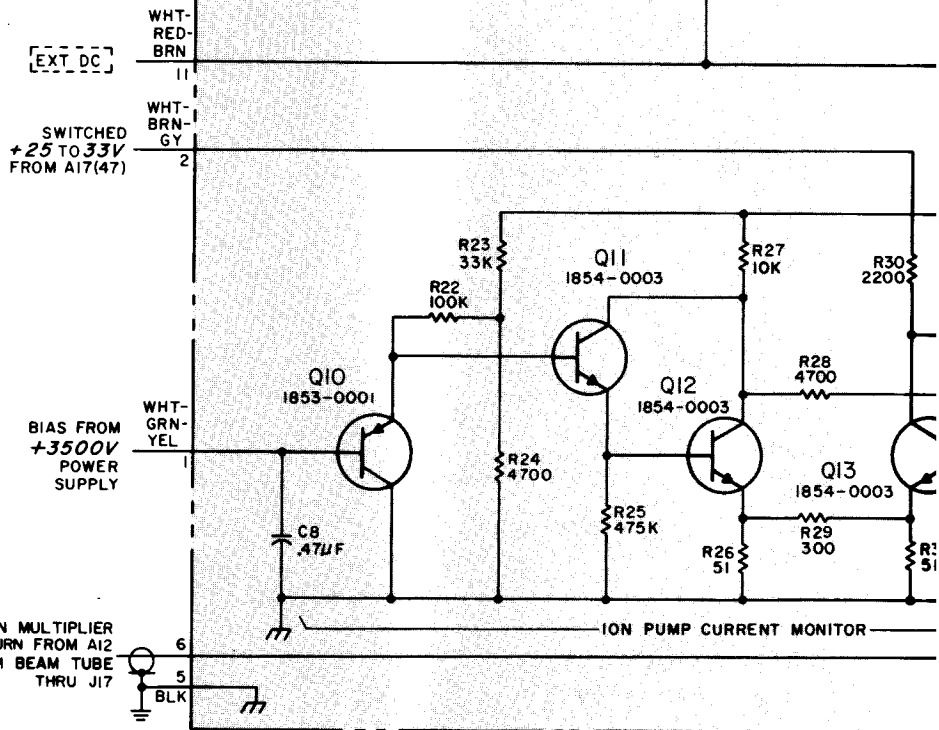 WHT-
RED-
BRN
EXT DC
11
WHT-
BRN-
GY
SWITCHED
+25 TO 33V
FROM A17(47)
2
R23
33K
Q11
1854-0003
R27
10K
R30
2200
R22
100K
Q10
1853-0001
Q12
1854-0003
R28
4700
WHT-
GRN-
YEL
BIAS FROM
+3500V
POWER
SUPPLY
1
R24
4700
Q13
1854-0003
R25
475K
C8
.47µF
R26
51
R29
300
R3
51
N MULTIPLIER
URN FROM A12
M BEAM TUBE
THRU J17
6
5
BLK
ION PUMP CURRENT MONITOR